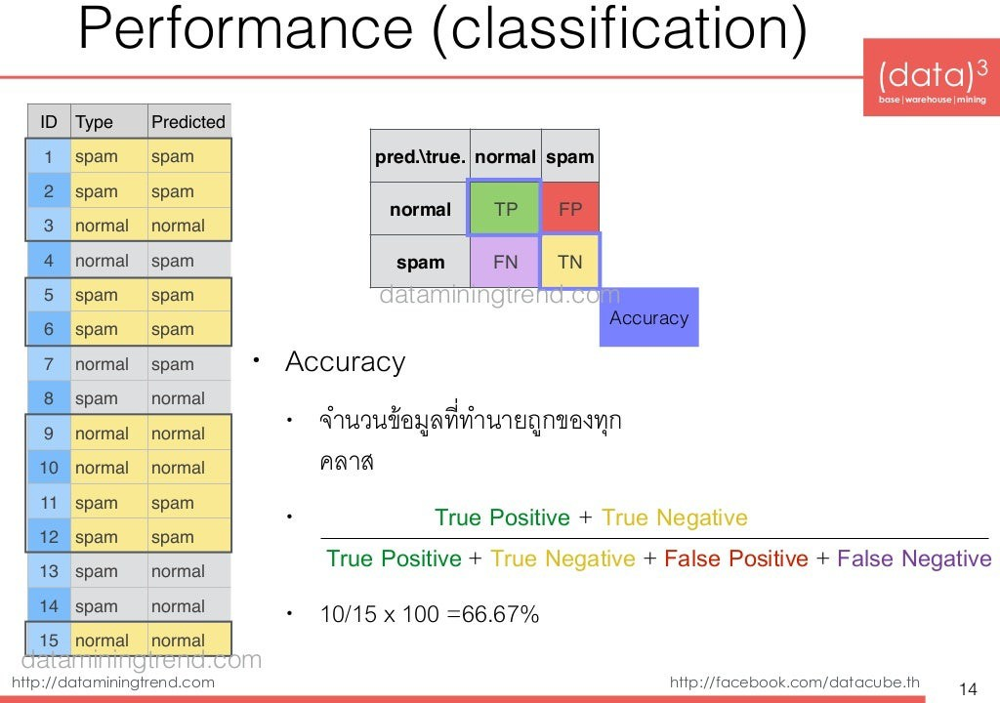 Performance (classification)
(data)3
base|warehouse|mining
ID Type Predicted
1 spam spam
2 spam spam
3 normal normal
4 normal spam
5 spam spam
6 spam spam
7 normal spam
8 spam normal
9 normal normal
10 normal normal
11 spam spam
12 spam spam
13 spam normal
14 spam normal
15 normal normal
pred.\true. normal spam
normal TP FP
spam FN TN
dataminingtrend.com
Accuracy
• Accuracy
• จำนวนข้อมูลที่ทำนายถูกของทุก
คลาส
• True Positive + True Negative
True Positive + True Negative + False Positive + False Negative
• 10/15 x 100 =66.67%
dataminingtrend.com
http://dataminingtrend.com
http://facebook.com/datacube.th
14